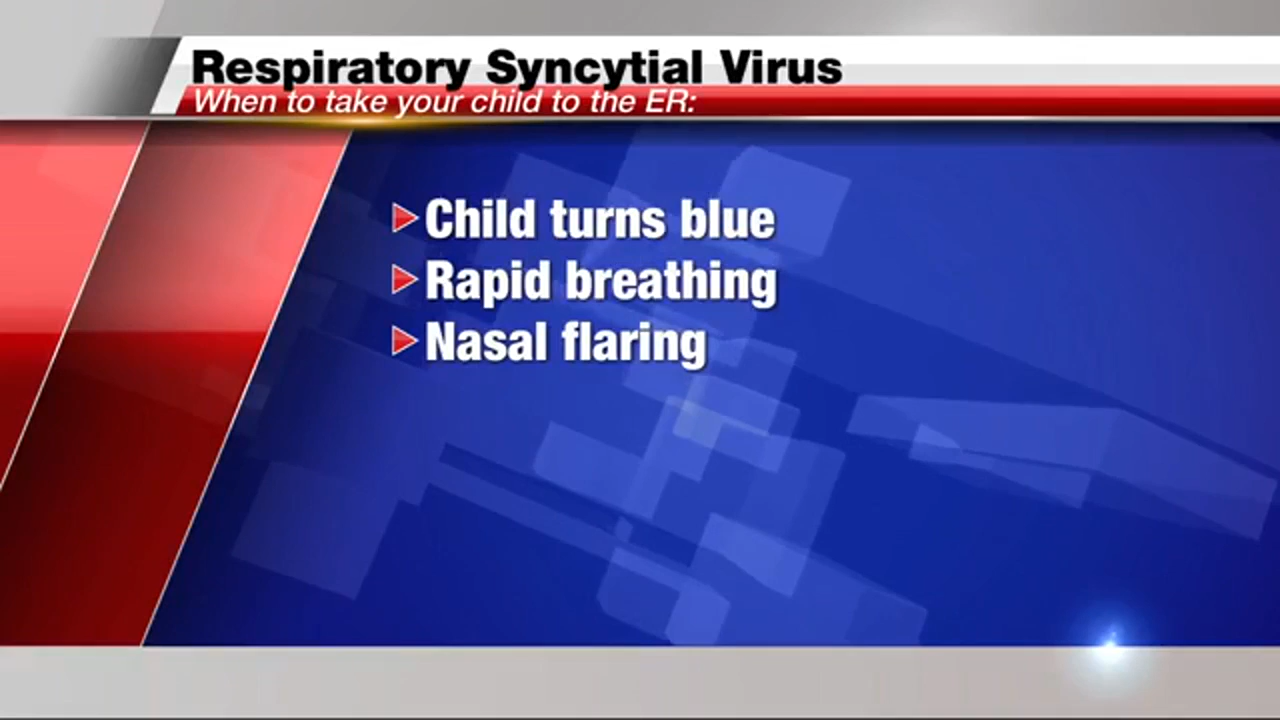 Respiratory Syncytial Virus
When to take your child to the ER:
Child turns blue
Rapid breathing
Nasal flaring